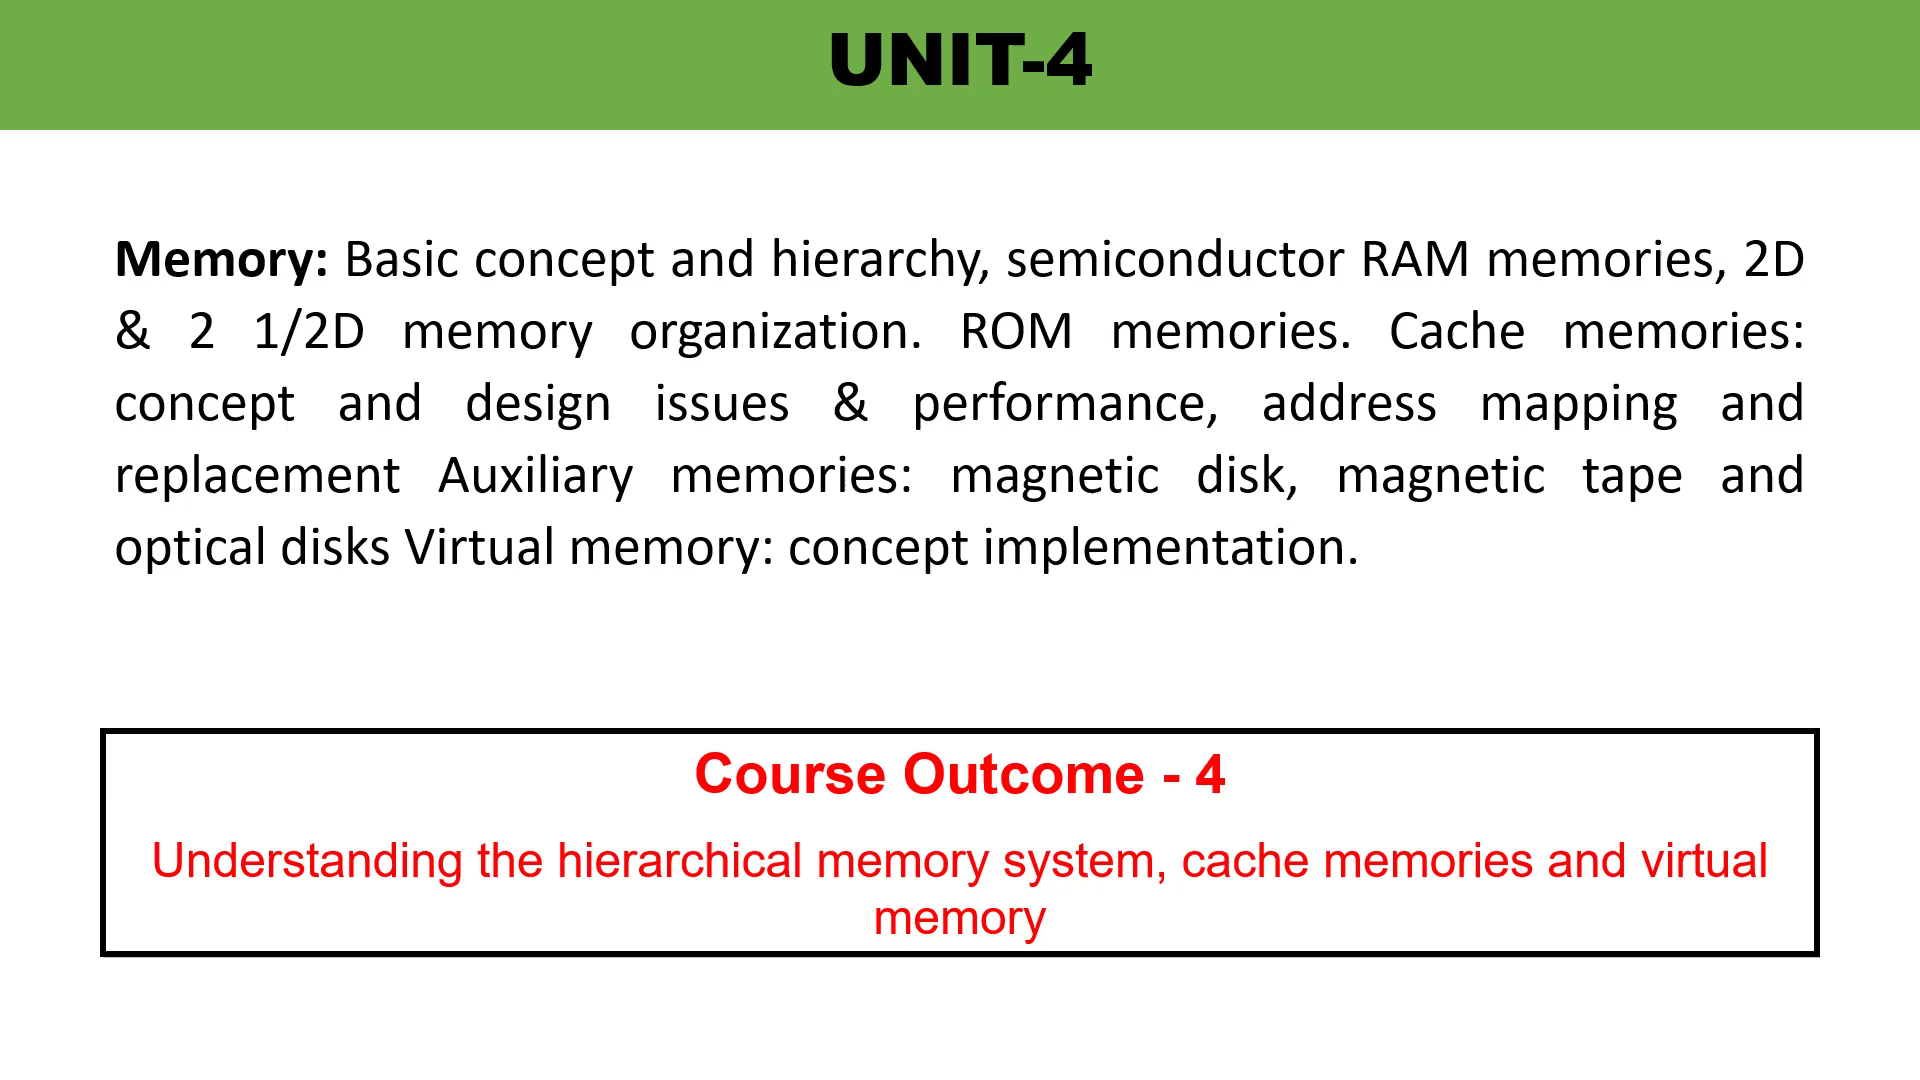 UNIT-4
Memory: Basic concept and hierarchy, semiconductor RAM memories, 2D
& 2 1/2D memory organization. ROM memories. Cache memories:
concept and design issues & performance, address mapping and
replacement Auxiliary memories: magnetic disk, magnetic tape and
optical disks Virtual memory: concept implementation.
Course Outcome - 4
Understanding the hierarchical memory system, cache memories and virtual
memory